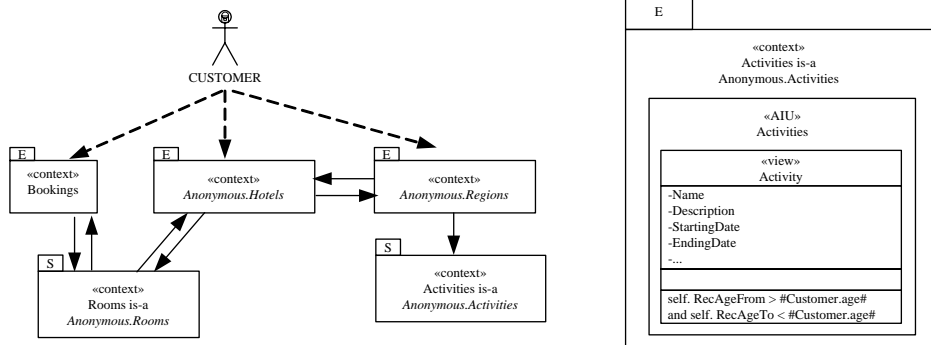 CUSTOMER
E
«context»
Bookings
E
«context»
Anonymous.Hotels
E
«context»
Anonymous.Regions
S
«context»
Rooms is-a
Anonymous.Rooms
S
«context»
Activities is-a
Anonymous.Activities
E
«context»
Activities is-a
Anonymous.Activities
«AIU»
Activities
«view»
Activity
-Name
-Description
-StartingDate
-EndingDate
-...
self. RecAgeFrom > #Customer.age#
and self. RecAgeTo < #Customer.age#